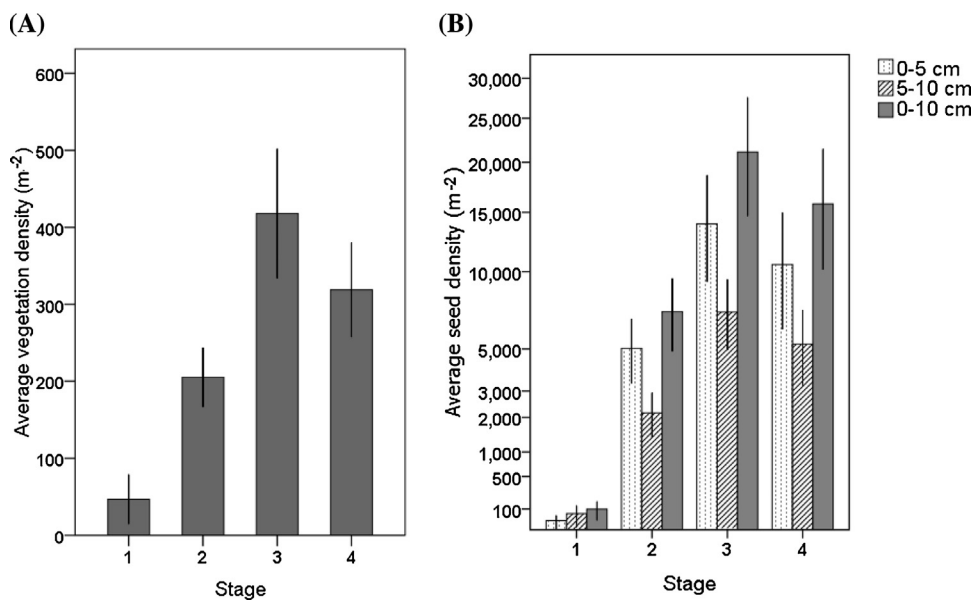 (A)
Average vegetation density (m-2)
600
500
400
300
200
100
0
1 2 3 4
Stage
(B)
Average seed density (m-2)
30,000
25,000
20,000
15,000
10,000
5,000
3,000
2,000
1,000
500
100
1 2 3 4
Stage
0-5 cm
5-10 cm
0-10 cm